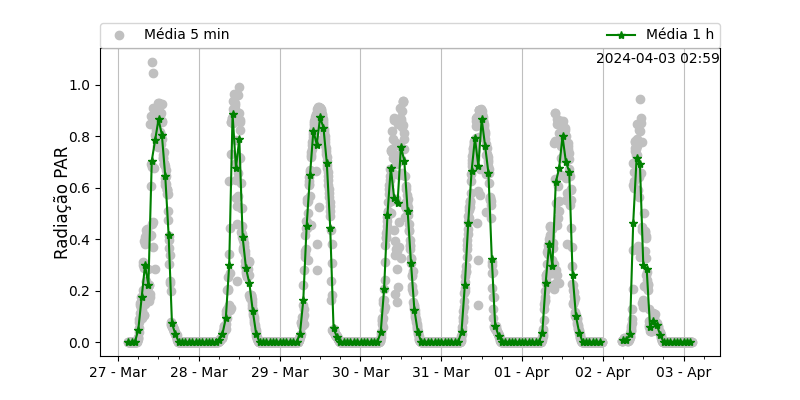 Média 5 min
Média 1 h
2024-04-03 02:59
Radiação PAR
1.0
0.8
0.6
0.4
0.2
0.0
27 - Mar
28 - Mar
29 - Mar
30 - Mar
31 - Mar
01 - Apr
02 - Apr
03 - Apr